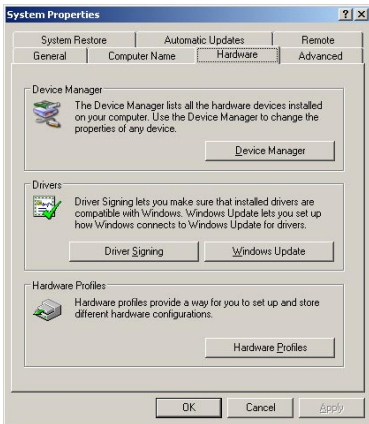 System Properties
System Restore Automatic Updates Remote
General Computer Name Hardware Advanced
Device Manager
The Device Manager lists all the hardware devices installed
on your computer. Use the Device Manager to change the
properties of any device.
Device Manager
Drivers
Driver Signing lets you make sure that installed drivers are
compatible with Windows. Windows Update lets you set up
how Windows connects to Windows Update for drivers.
Driver Signing Windows Update
Hardware Profiles
Hardware profiles provide a way for you to set up and store
different hardware configurations.
Hardware Profiles
OK Cancel Apply